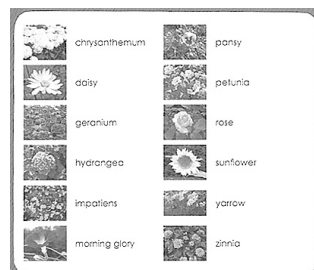 chrysanthemum
daisy
geranium
hydrangea
impatiens
morning glory
pansy
petunia
rose
sunflower
yarrow
zinnia